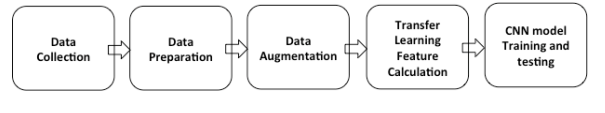 Data
Collection
Data
Preparation
Data
Augmentation
Transfer
Learning
Feature
Calculation
CNN model
Training and
testing